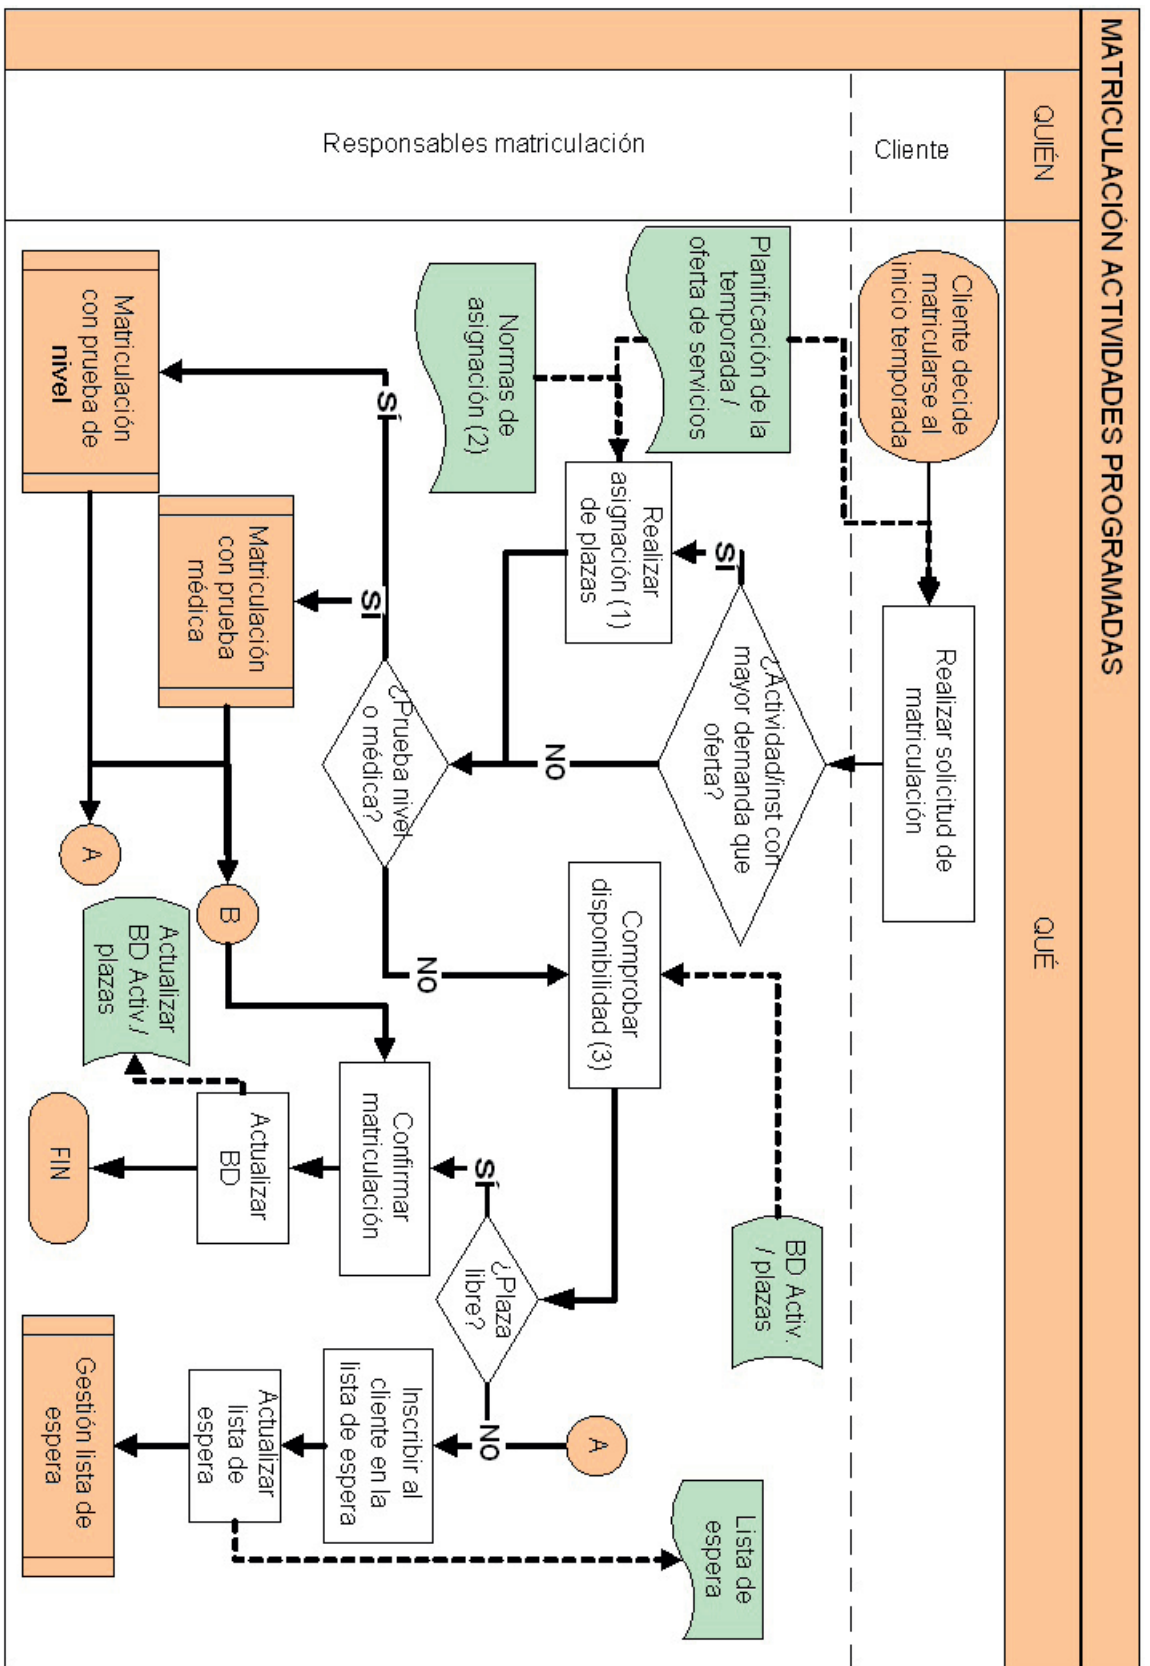 MATRICULACIÓN ACTIVIDADES PROGRAMADAS
QUIÉN
QUÉ
Cliente
Cliente decide
matricularse al
inicio temporada
Realizar solicitud de
matriculación
Responsables matriculación
Planificación de la
temporada /
oferta de servicios
¿Actividad/inst con
mayor demanda que
oferta?
BD Activ.
/ plazas
Lista de
espera
SÍ
Realizar
asignación (1)
de plazas
Comprobar
disponibilidad (3)
A
NO
Normas de
asignación (2)
¿Plaza
libre?
SÍ
NO
¿Prueba nivel
o médica?
SÍ
SÍ
NO
Confirmar
matriculación
Inscribir al
cliente en la
lista de espera
Matriculación
con prueba
médica
B
Actualizar
BD
Actualizar
lista de
espera
Matriculación
con prueba de
nivel
A
Actualizar
BD Activ./
plazas
FIN
Gestión lista de
espera